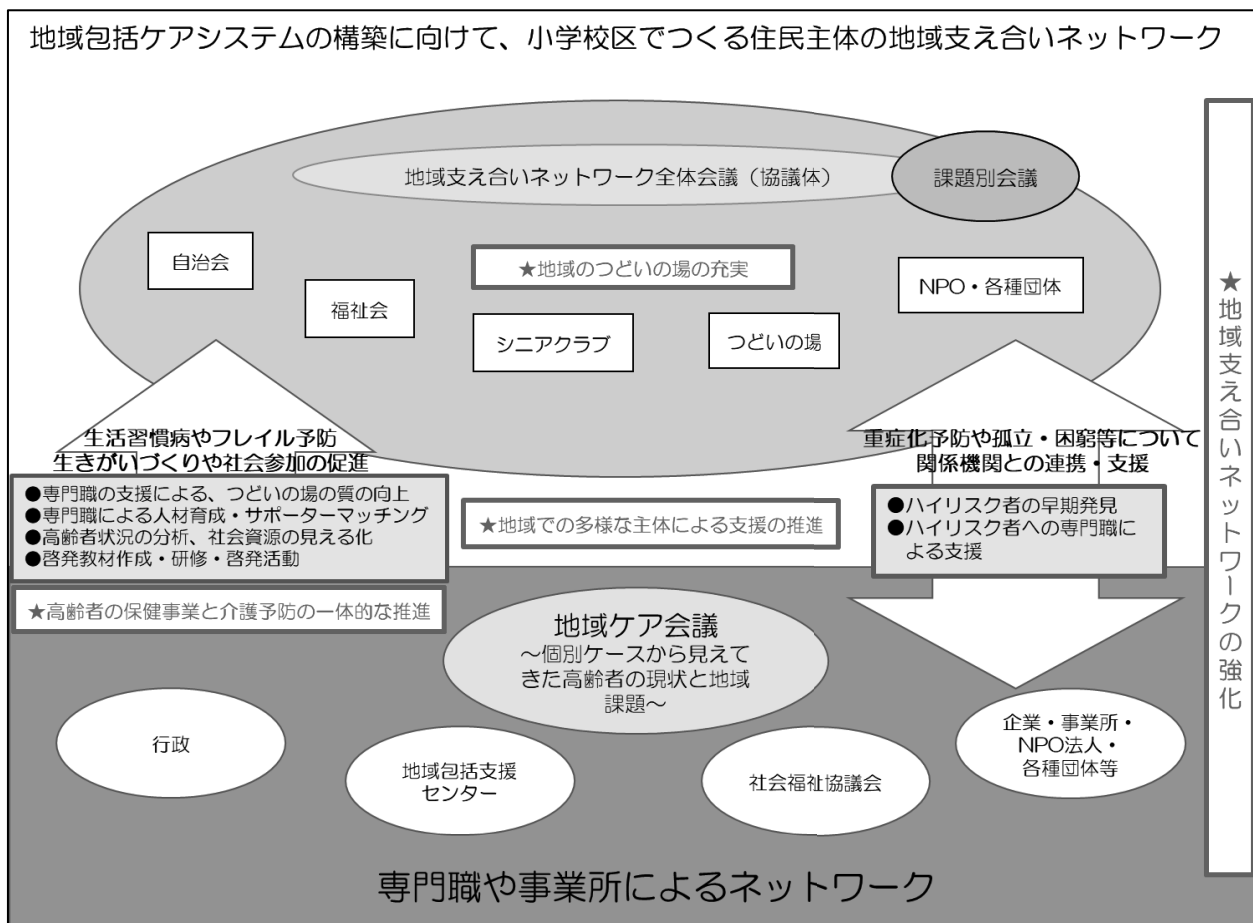 地域包括ケアシステムの構築に向けて、小学校区でつくる住民主体の地域支え合いネットワーク
地域支え合いネットワーク全体会議（協議体）
課題別会議
自治会
★地域のつどいの場の充実
NPO・各種団体
福祉会
シニアクラブ
つどいの場
★地域支え合いネットワークの強化
生活習慣病やフレイル予防
生きがいづくりや社会参加の促進
重症化予防や孤立・困窮等について
関係機関との連携・支援
●専門職の支援による、つどいの場の質の向上
●専門職による人材育成・サポーターマッチング
●高齢者状況の分析、社会資源の見える化
●啓発教材作成・研修・啓発活動
★地域での多様な主体による支援の推進
●ハイリスク者の早期発見
●ハイリスク者への専門職に
よる支援
★高齢者の保健事業と介護予防の一体的な推進
地域ケア会議
～個別ケースから見えて
きた高齢者の現状と地域
課題～
行政
地域包括支援
センター
社会福祉協議会
企業・事業所・
NPO法人・
各種団体等
専門職や事業所によるネットワーク